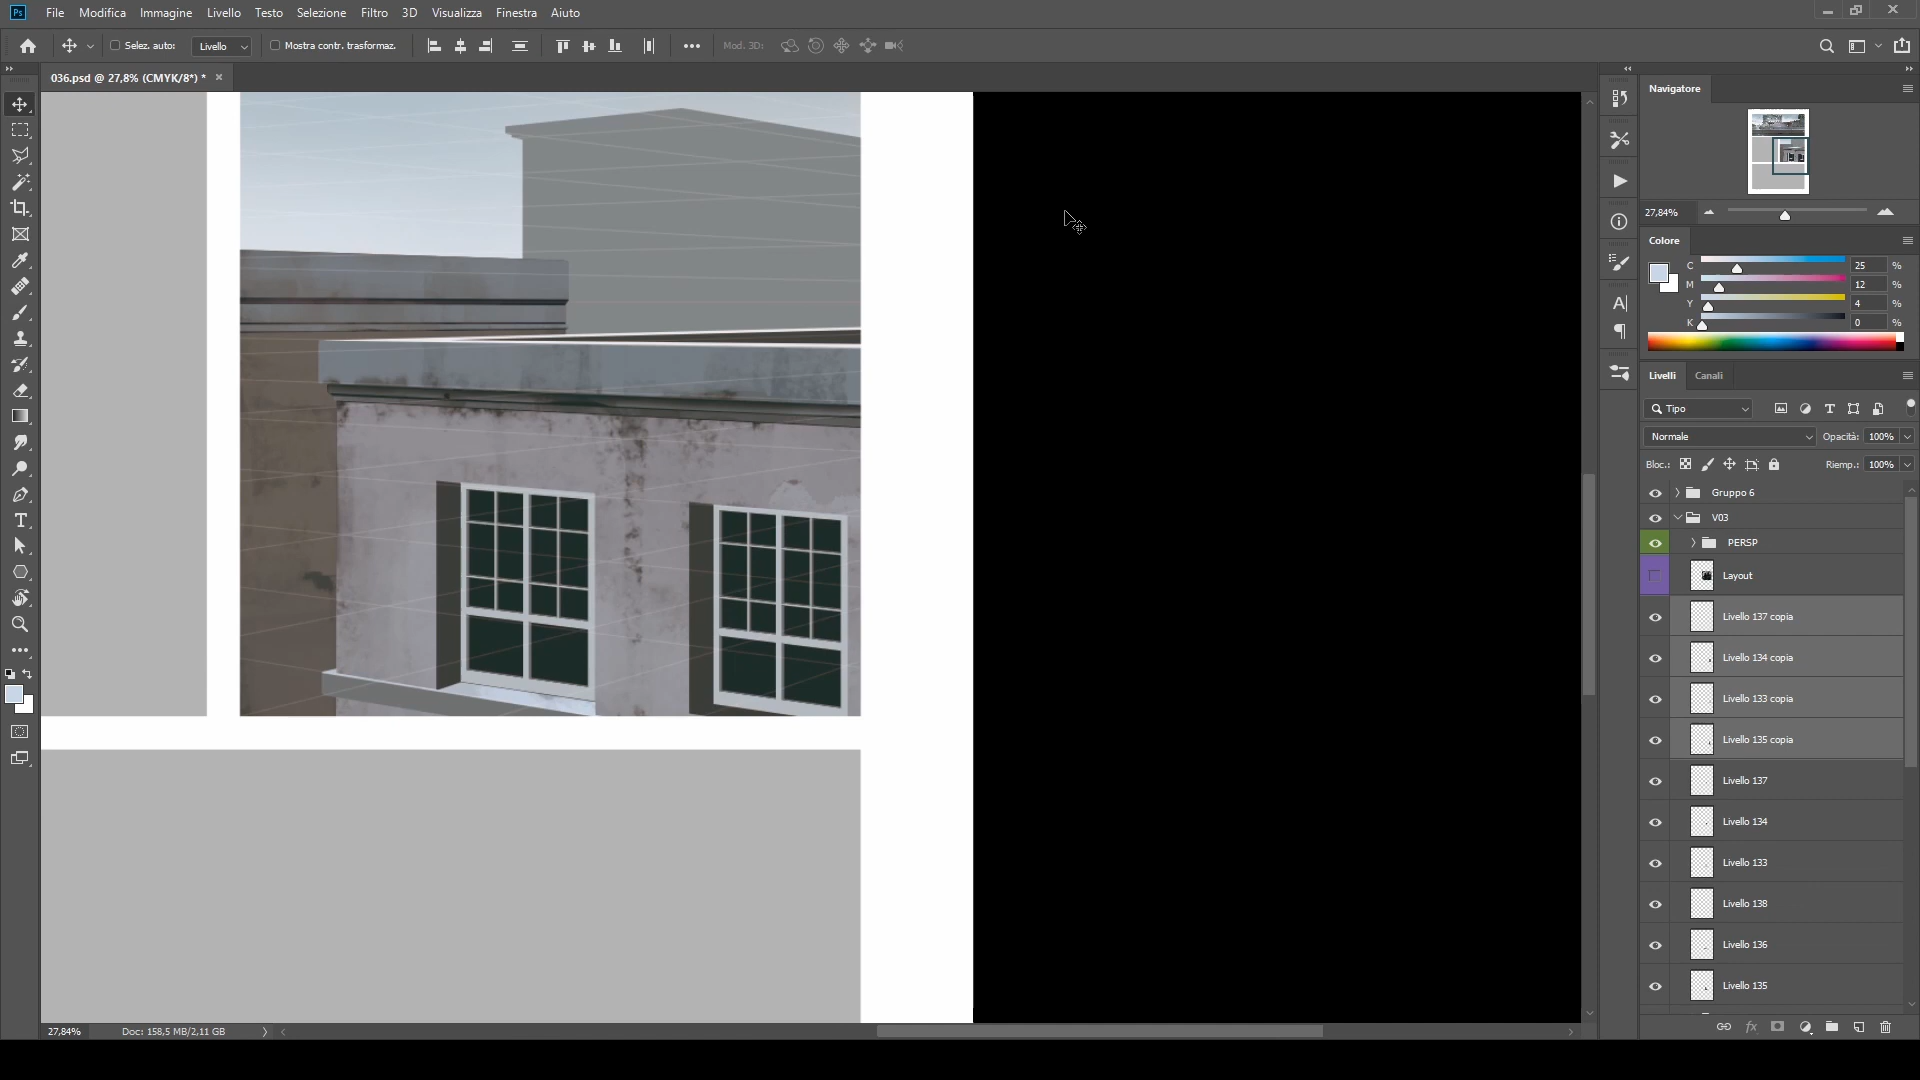 Ps File Modifica Immagine Livello Testo Selezione Filtro 3D Visualizza Finestra Aiuto
Selez. auto: Livello Mostra contr. trasformaz. Mod. 3D:
036.psd @ 27,8% (CMYK/8*) *
Navigatore
27,84%
Colore
C 25 %
M 12 %
Y 4 %
K 0 %
Livelli Canali
Tipo
Normale Opacità: 100%
Bloc.: Riemp.: 100%
Gruppo 6
V03
PERSP
Layout
Livello 137 copia
Livello 134 copia
Livello 133 copia
Livello 135 copia
Livello 137
Livello 134
Livello 133
Livello 138
Livello 136
Livello 135
27,84% Doc: 158,5 MB/2,11 GB